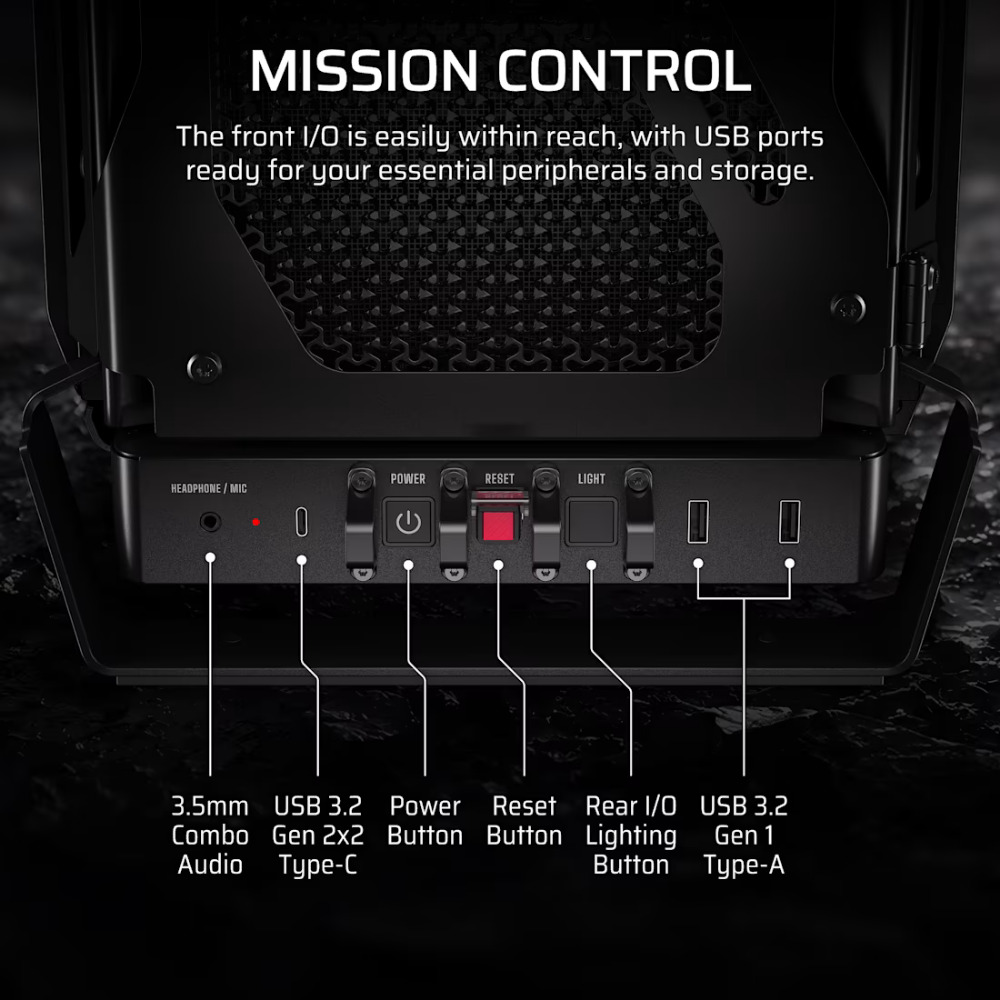 MISSION CONTROL
The front I/O is easily within reach, with USB ports
ready for your essential peripherals and storage.
HEADPHONE / MIC
POWER
RESET
LIGHT
3.5mm
Combo
Audio
USB 3.2
Gen 2x2
Type-C
Power
Button
Reset
Button
Rear I/O
Lighting
Button
USB 3.2
Gen 1
Type-A